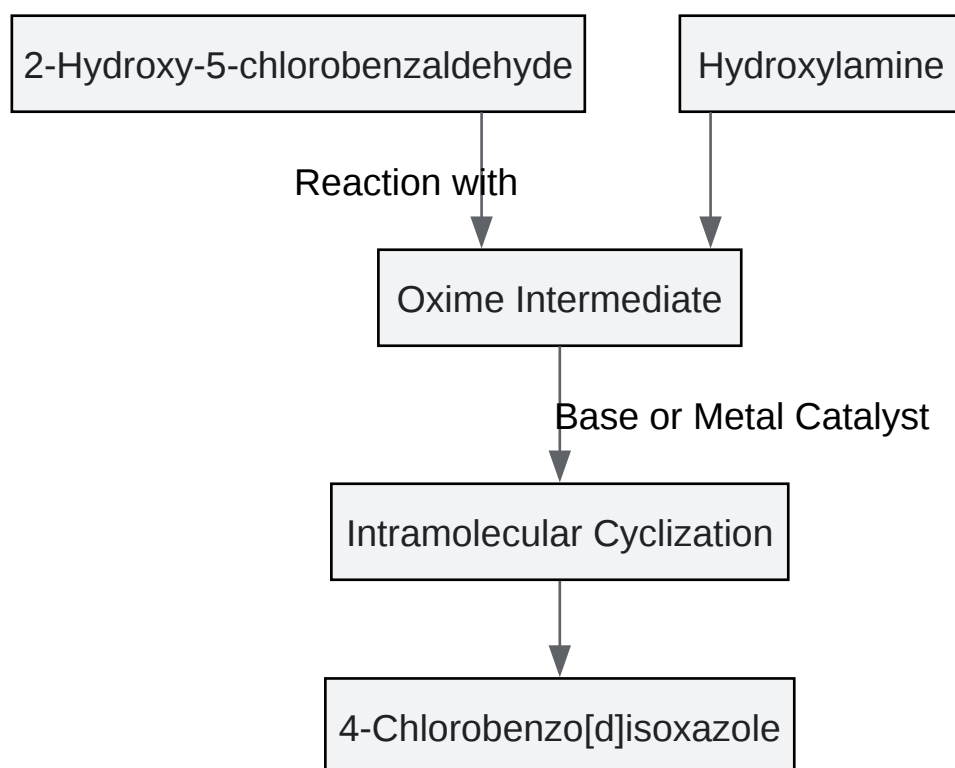 2-Hydroxy-5-chlorobenzaldehyde
Hydroxylamine
Reaction with
Oxime Intermediate
Base or Metal Catalyst
Intramolecular Cyclization
4-Chlorobenzo[d]isoxazole